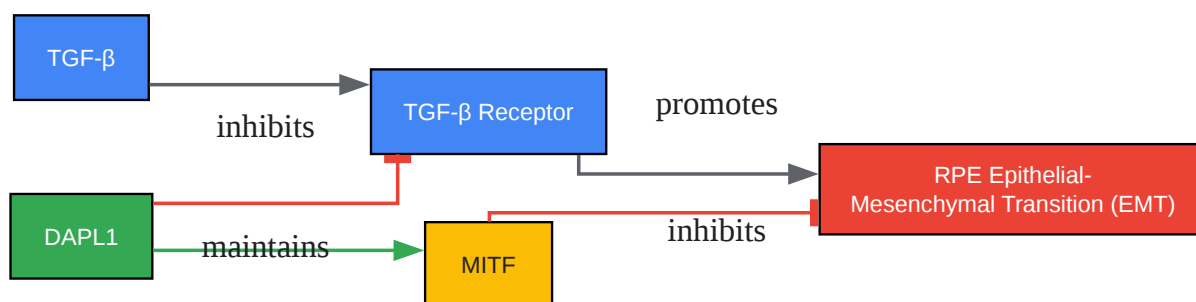 TGF-β
TGF-β Receptor
promotes
inhibits
RPE Epithelial-
Mesenchymal Transition (EMT)
DAPL1
maintains
MITF
inhibits